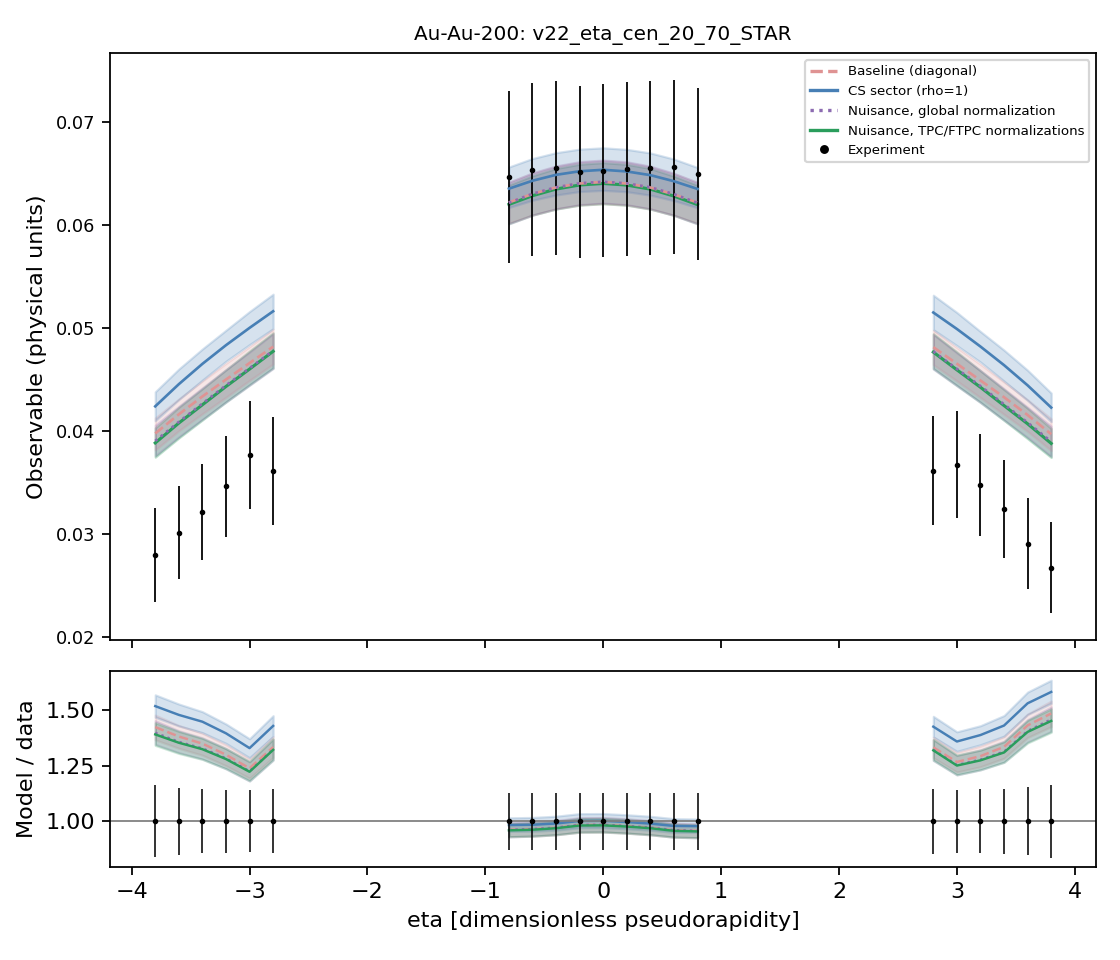 Au-Au-200: v22_eta_cen_20_70_STAR
Baseline (diagonal)
CS sector (rho=1)
Nuisance, global normalization
Nuisance, TPC/FTPC normalizations
Experiment
Observable (physical units)
0.07
0.06
0.05
0.04
0.03
0.02
Model / data
1.50
1.25
1.00
−4
−3
−2
−1
0
1
2
3
4
eta [dimensionless pseudorapidity]